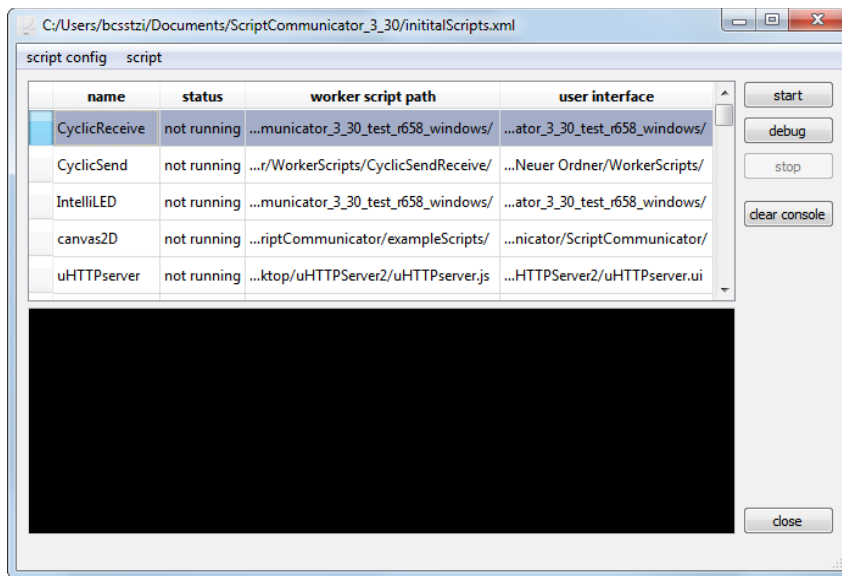 C:/Users/bcsstzi/Documents/ScriptCommunicator_3_30/inititalScripts.xml
script config script
name status worker script path user interface
CyclicReceive not running ...municator_3_30_test_r658_windows/ ...ator_3_30_test_r658_windows/
CyclicSend not running ...r/WorkerScripts/CyclicSendReceive/ ...Neuer Ordner/WorkerScripts/
IntelliLED not running ...municator_3_30_test_r658_windows/ ...ator_3_30_test_r658_windows/
canvas2D not running ...riptCommunicator/exampleScripts/ ...nicator/ScriptCommunicator/
uHTTPserver not running ...ktop/uHTTPServer2/uHTTPserver.js ...HTTPServer2/uHTTPserver.ui
start
debug
stop
clear console
close